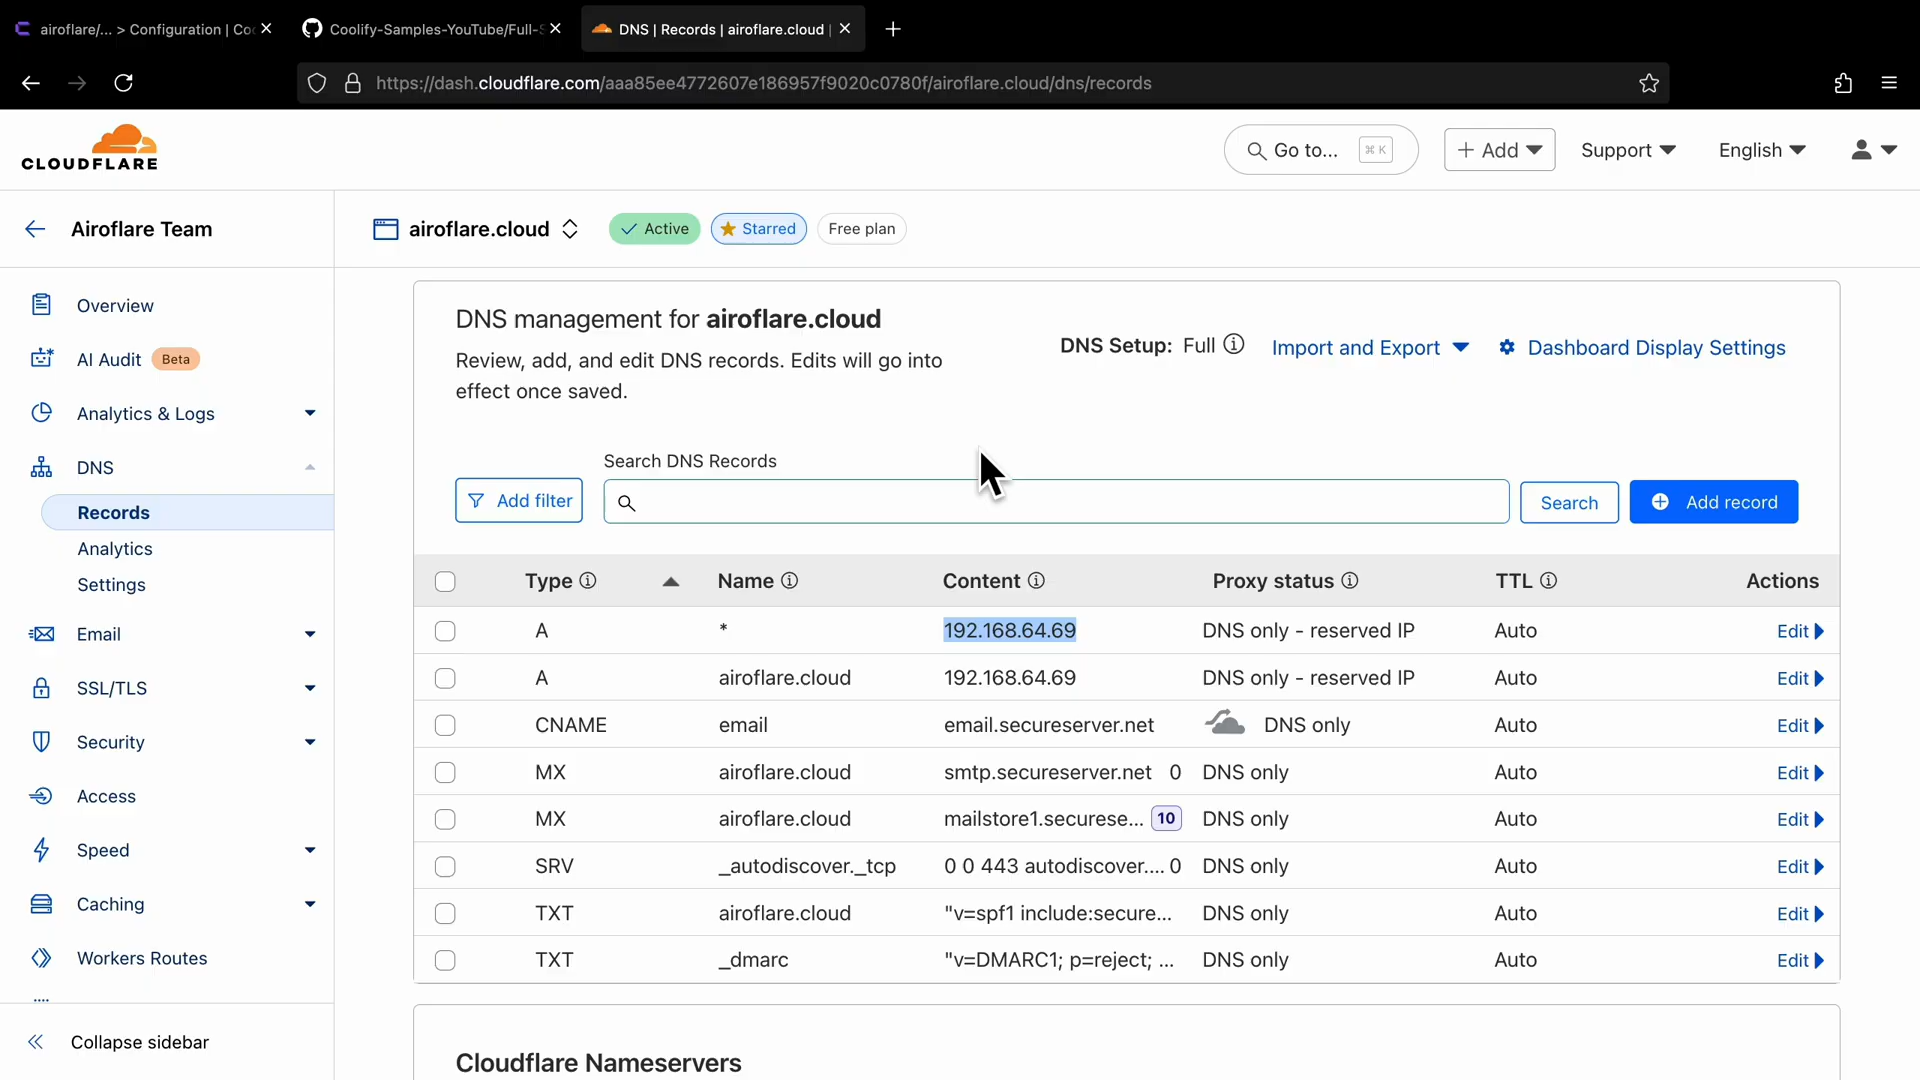 airoflare/... > Configuration | Co
Coolify-Samples-YouTube/Full-S
DNS | Records | airoflare.cloud |
https://dash.cloudflare.com/aaa85ee4772607e186957f9020c0780f/airoflare.cloud/dns/records
CLOUDFLARE
Go to... ⌘ K
+ Add
Support
English
Airoflare Team
airoflare.cloud
Active
Starred
Free plan
Overview
AI Audit Beta
Analytics & Logs
DNS
Records
Analytics
Settings
Email
SSL/TLS
Security
Access
Speed
Caching
Workers Routes
Collapse sidebar
DNS management for airoflare.cloud
Review, add, and edit DNS records. Edits will go into
effect once saved.
DNS Setup: Full
Import and Export
Dashboard Display Settings
Search DNS Records
Add filter
Search
Add record
Type Name Content Proxy status TTL Actions
A * 192.168.64.69 DNS only - reserved IP Auto Edit
A airoflare.cloud 192.168.64.69 DNS only - reserved IP Auto Edit
CNAME email email.secureserver.net DNS only Auto Edit
MX airoflare.cloud smtp.secureserver.net 0 DNS only Auto Edit
MX airoflare.cloud mailstore1.securese... 10 DNS only Auto Edit
SRV _autodiscover._tcp 0 0 443 autodiscover.... 0 DNS only Auto Edit
TXT airoflare.cloud "v=spf1 include:secure... DNS only Auto Edit
TXT _dmarc "v=DMARC1; p=reject; ... DNS only Auto Edit
Cloudflare Nameservers